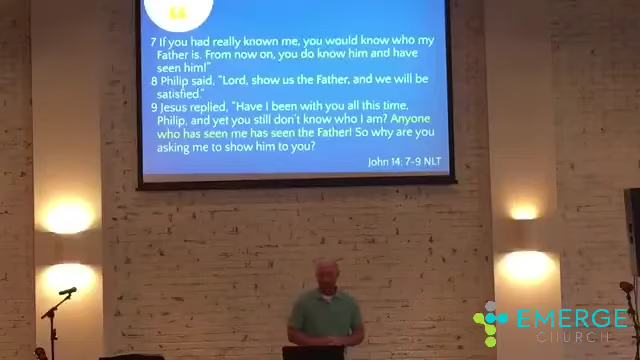 7 If you had really known me, you would know who my
Father is. From now on, you do know him and have
seen him!"
8 Philip said, "Lord, show us the Father, and we will be
satisfied."
9 Jesus replied, "Have I been with you all this time,
Philip, and yet you still don't know who I am? Anyone
who has seen me has seen the Father! So why are you
asking me to show him to you?
John 14: 7-9 NLT
EMERGE
CHURCH